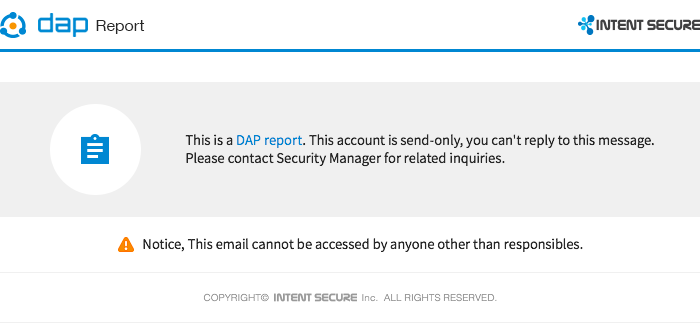 dap Report
INTENT SECURE
This is a DAP report. This account is send-only, you can't reply to this message.
Please contact Security Manager for related inquiries.
Notice, This email cannot be accessed by anyone other than responsibles.
COPYRIGHT© INTENT SECURE Inc. ALL RIGHTS RESERVED.